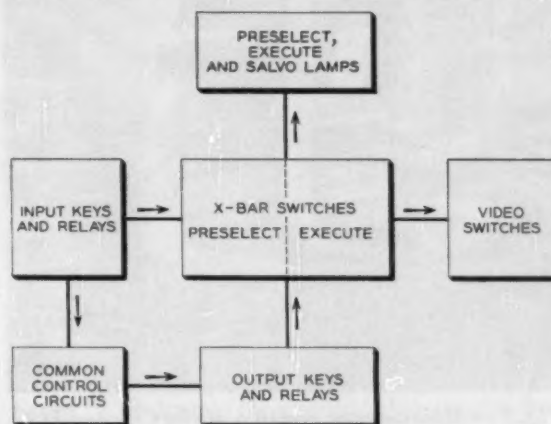 PRESELECT,
EXECUTE
AND SALVO LAMPS
INPUT KEYS
AND RELAYS
X-BAR SWITCHES
PRESELECT EXECUTE
VIDEO
SWITCHES
COMMON
CONTROL
CIRCUITS
OUTPUT KEYS
AND RELAYS